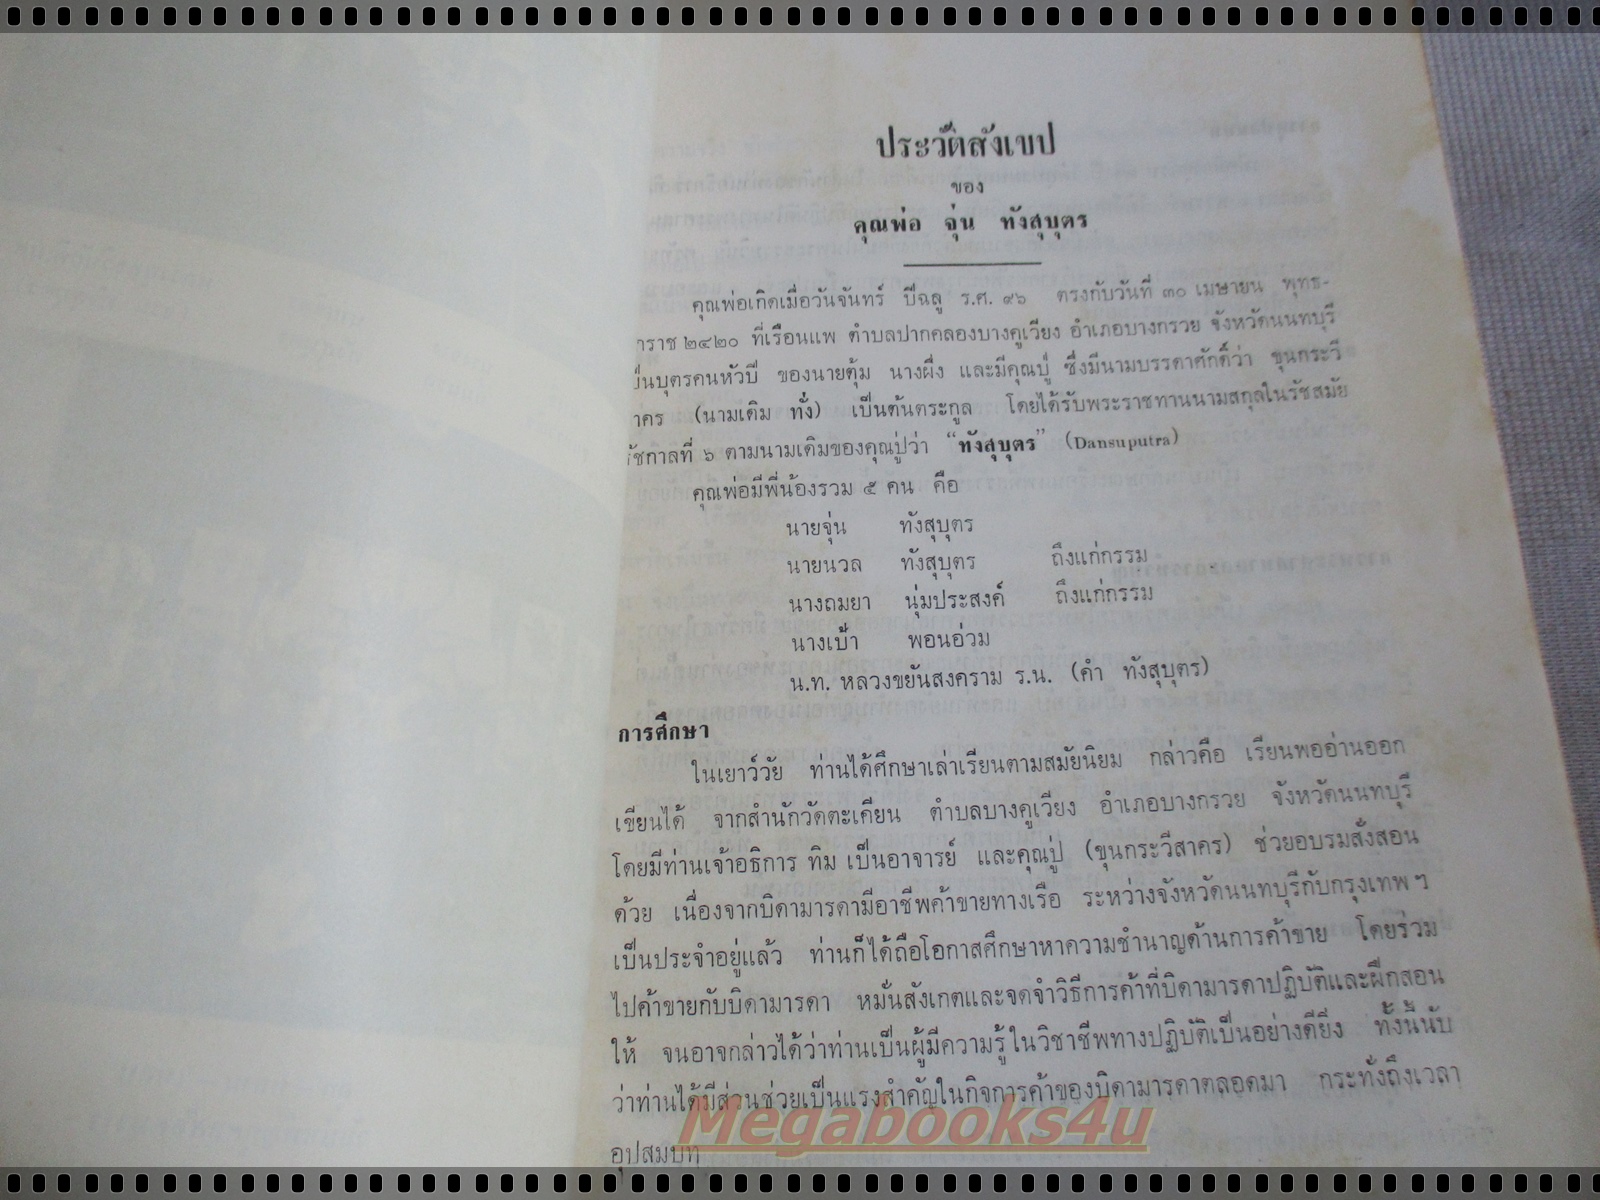 ประวัติสังเขป
ของ
คุณพ่อ จุ่น ทังสุบุตร
คุณพ่อเกิดเมื่อวันจันทร์ ปีฉลู ร.ศ. ๙๖ ตรงกับวันที่ ๓๐ เมษายน พุทธ-
าราช ๒๔๒๐ ที่เรือนแพ ตำบลปากคลองบางคูเวียง อำเภอบางกรวย จังหวัดนนทบุรี
ป็นบุตรคนหัวปี ของนายตุ้ม นางผึ่ง และมีคุณปู่ ซึ่งมีนามบรรดาศักดิ์ว่า ขุนกระวี
าคร (นามเดิม ทั่ง) เป็นต้นตระกูล โดยได้รับพระราชทานนามสกุลในรัชสมัย
รัชกาลที่ ๖ ตามนามเดิมของคุณปู่ว่า “ทังสุบุตร” (Dansuputra)
คุณพ่อมีพี่น้องรวม ๕ คน คือ
นายจุ่น ทังสุบุตร
นายนวล ทังสุบุตร ถึงแก่กรรม
นางถมยา นุ่มประสงค์ ถึงแก่กรรม
นางเป้า พอนอ่วม
น.ท. หลวงขยันสงคราม ร.น. (คำ ทังสุบุตร)
การศึกษา
ในเยาว์วัย ท่านได้ศึกษาเล่าเรียนตามสมัยนิยม กล่าวคือ เรียนพออ่านออก
เขียนได้ จากสำนักวัดตะเคียน ตำบลบางคูเวียง อำเภอบางกรวย จังหวัดนนทบุรี
โดยมีท่านเจ้าอธิการ ทิม เป็นอาจารย์ และคุณปู่ (ขุนกระวีสาคร) ช่วยอบรมสั่งสอน
ด้วย เนื่องจากบิดามารดามีอาชีพค้าขายทางเรือ ระหว่างจังหวัดนนทบุรีกับกรุงเทพฯ
เป็นประจำอยู่แล้ว ท่านก็ได้ถือโอกาสศึกษาหาความชำนาญด้านการค้าขาย โดยร่วม
ไปค้าขายกับบิดามารดา หมั่นสังเกตและจดจำวิธีการค้าที่บิดามารดาปฏิบัติและฝึกสอน
ให้ จนอาจกล่าวได้ว่าท่านเป็นผู้มีความรู้ในวิชาชีพทางปฏิบัติเป็นอย่างดียิ่ง ทั้งนี้นับ
ว่าท่านได้มีส่วนช่วยเป็นแรงสำคัญในกิจการค้าของบิดามารดาตลอดมา กระทั่งถึงเวลา
อุปสมบท
Megabooks4u